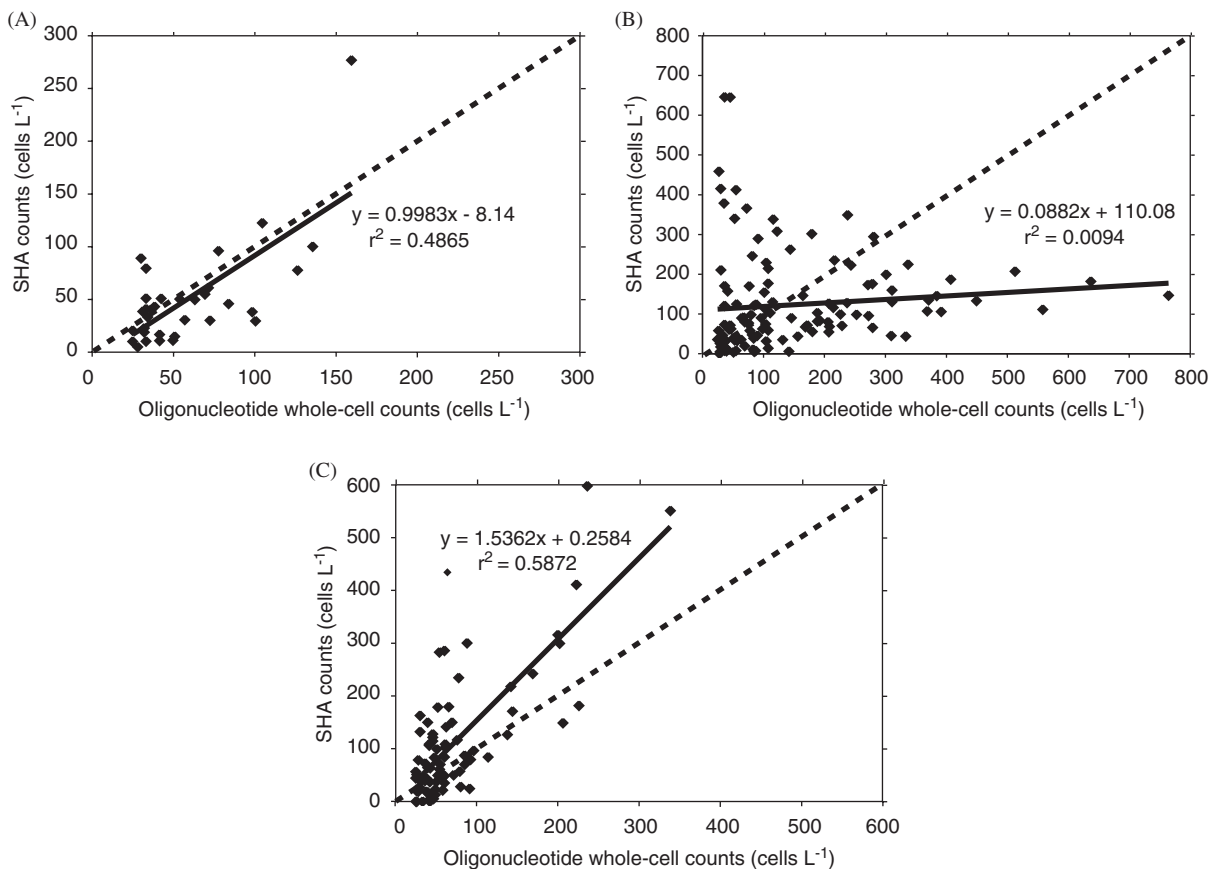 (A)
300
250
200
150
100
50
0
SHA counts (cells L⁻¹)
y = 0.9983x - 8.14
r² = 0.4865
0 50 100 150 200 250 300
Oligonucleotide whole-cell counts (cells L⁻¹)
(B)
800
700
600
500
400
300
200
100
0
SHA counts (cells L⁻¹)
y = 0.0882x + 110.08
r² = 0.0094
0 100 200 300 400 500 600 700 800
Oligonucleotide whole-cell counts (cells L⁻¹)
(C)
600
500
400
300
200
100
0
SHA counts (cells L⁻¹)
y = 1.5362x + 0.2584
r² = 0.5872
0 100 200 300 400 500 600
Oligonucleotide whole-cell counts (cells L⁻¹)